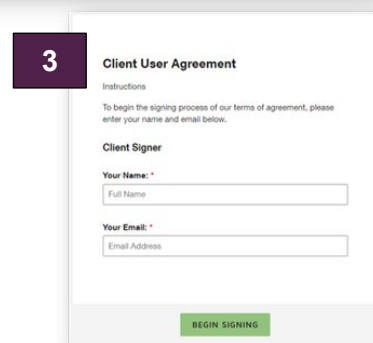 3
Client User Agreement
Instructions
To begin the signing process of our terms of agreement, please
enter your name and email below.
Client Signer
Your Name: *
Full Name
Your Email: *
Email Address
BEGIN SIGNING